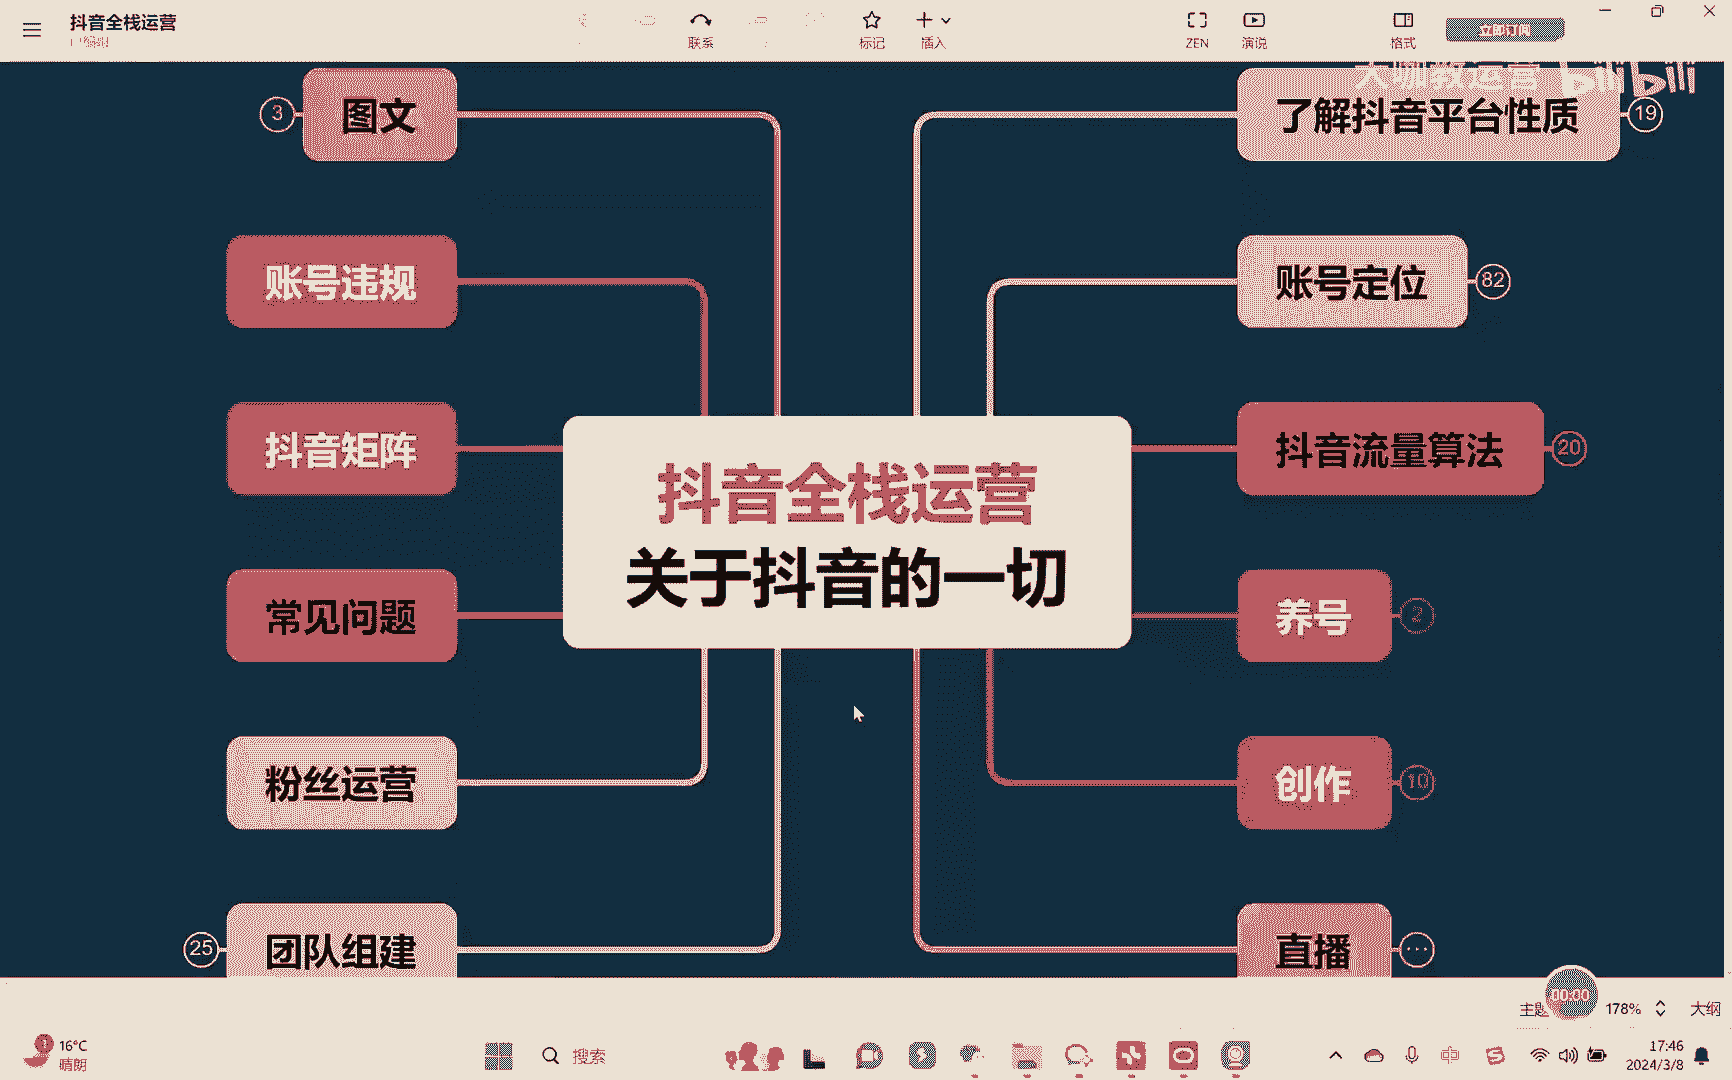 抖音全栈运营
联系
标记
插入
ZEN
演说
格式
立即订阅
大咖教运营 bilibili
3
图文
了解抖音平台性质
19
账号违规
账号定位
82
抖音矩阵
抖音流量算法
20
抖音全栈运营
关于抖音的一切
常见问题
养号
2
粉丝运营
创作
10
25
团队组建
直播
主题
00:00
178%
大纲
1
16°C
晴朗
搜索
中
17:46
2024/3/8